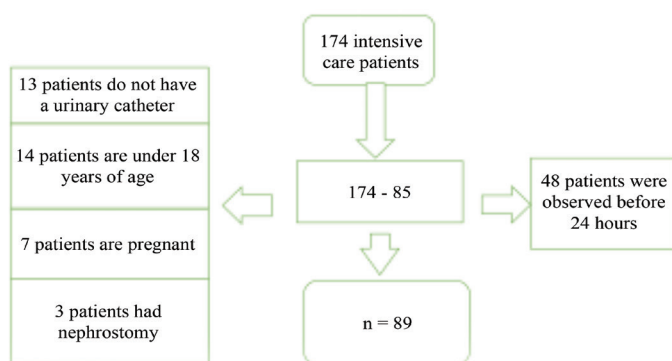 174 intensive
care patients
13 patients do not have
a urinary catheter
14 patients are under 18
years of age
7 patients are pregnant
3 patients had
nephrostomy
174 - 85
48 patients were
observed before
24 hours
n = 89